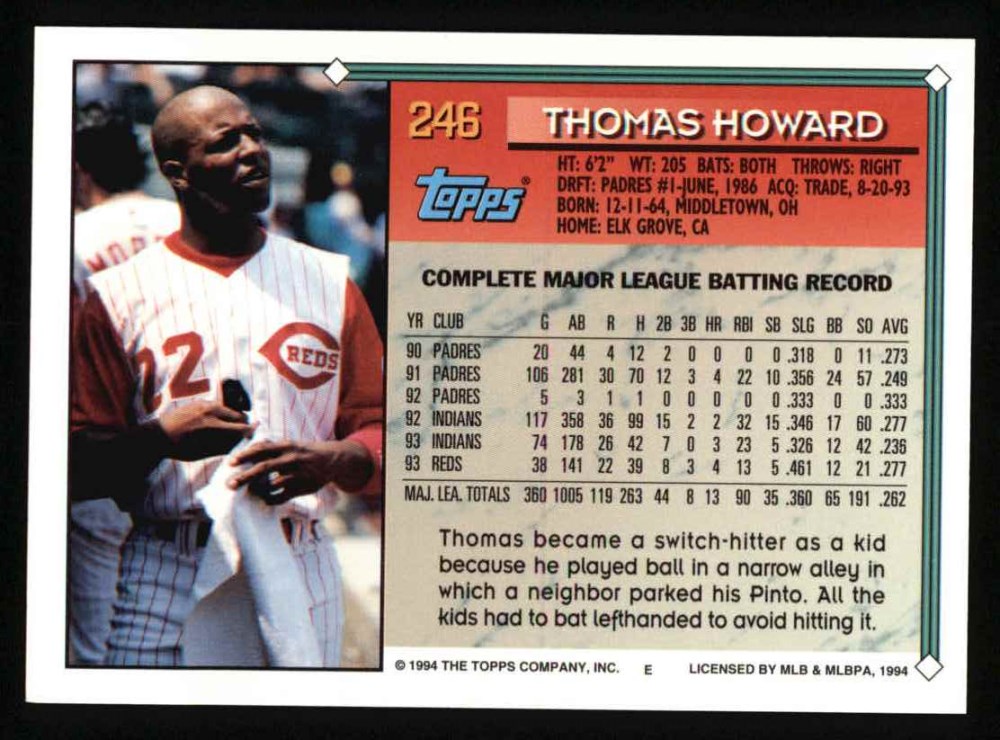 246 THOMAS HOWARD
Topps®
HT: 6'2" WT: 205 BATS: BOTH THROWS: RIGHT
DRFT: PADRES #1-JUNE, 1986 ACQ: TRADE, 8-20-93
BORN: 12-11-64, MIDDLETOWN, OH
HOME: ELK GROVE, CA
COMPLETE MAJOR LEAGUE BATTING RECORD
YR CLUB G AB R H 2B 3B HR RBI SB SLG BB SO AVG
90 PADRES 20 44 4 12 2 0 0 0 0 .318 0 11 .273
91 PADRES 106 281 30 70 12 3 4 22 10 .356 24 57 .249
92 PADRES 5 3 1 1 0 0 0 0 0 .333 0 0 .333
92 INDIANS 117 358 36 99 15 2 2 32 15 .346 17 60 .277
93 INDIANS 74 178 26 42 7 0 3 23 5 .326 12 42 .236
93 REDS 38 141 22 39 8 3 4 13 5 .461 12 21 .277
MAJ. LEA. TOTALS 360 1005 119 263 44 8 13 90 35 .360 65 191 .262
Thomas became a switch-hitter as a kid
because he played ball in a narrow alley in
which a neighbor parked his Pinto. All the
kids had to bat lefthanded to avoid hitting it.
© 1994 THE TOPPS COMPANY, INC. E LICENSED BY MLB & MLBPA, 1994
22
REDS